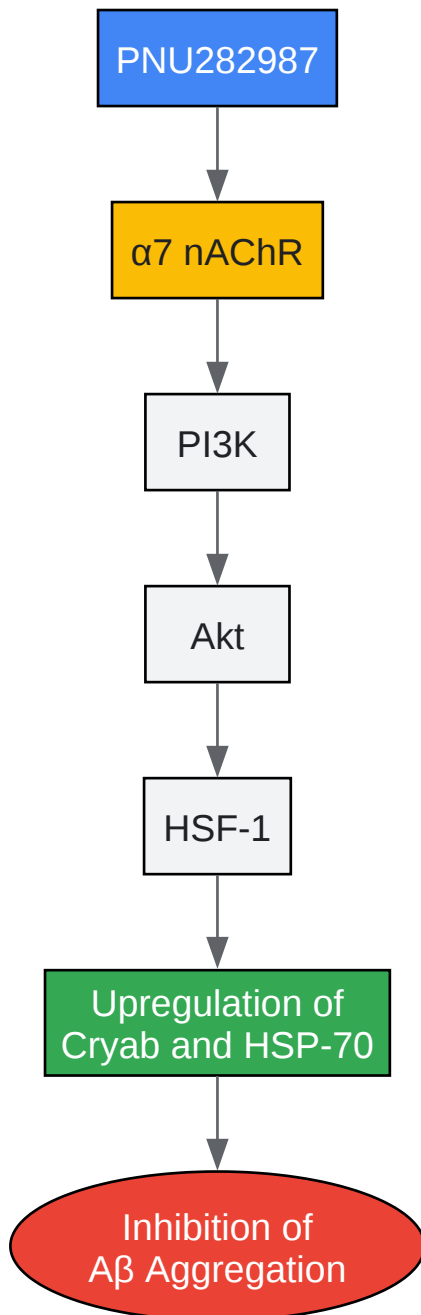 PNU282987
α7 nAChR
PI3K
Akt
HSF-1
Upregulation of
Cryab and HSP-70
Inhibition of
Aβ Aggregation